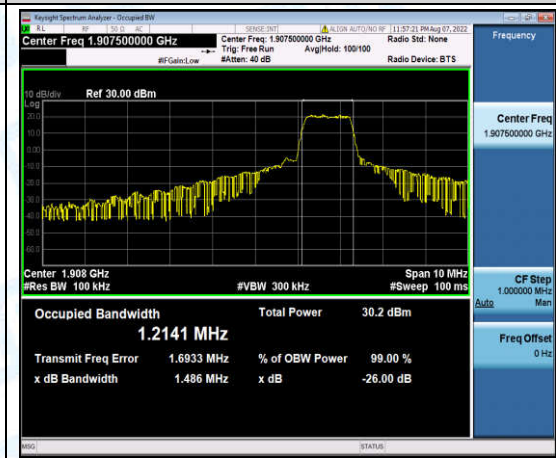 Keysight Spectrum Analyzer - Occupied BW
RL RF 50 Ω AC SENSE:INT ALIGN AUTO/NO RF 11:57:21 PM Aug 07, 2022
Center Freq 1.907500000 GHz
Center Freq: 1.907500000 GHz
Radio Std: None
Trig: Free Run Avg|Hold: 100/100
#IFGain:Low #Atten: 40 dB Radio Device: BTS
Frequency
10 dB/div Ref 30.00 dBm
Log
20.0
10.0
0.00
-10.0
-20.0
-30.0
-40.0
-50.0
-60.0
Center Freq
1.907500000 GHz
Center 1.908 GHz Span 10 MHz
#Res BW 100 kHz #VBW 300 kHz #Sweep 100 ms
CF Step
1.000000 MHz
Auto Man
Occupied Bandwidth Total Power 30.2 dBm
1.2141 MHz
Transmit Freq Error 1.6933 MHz % of OBW Power 99.00 %
x dB Bandwidth 1.486 MHz x dB -26.00 dB
Freq Offset
0 Hz
MSG STATUS